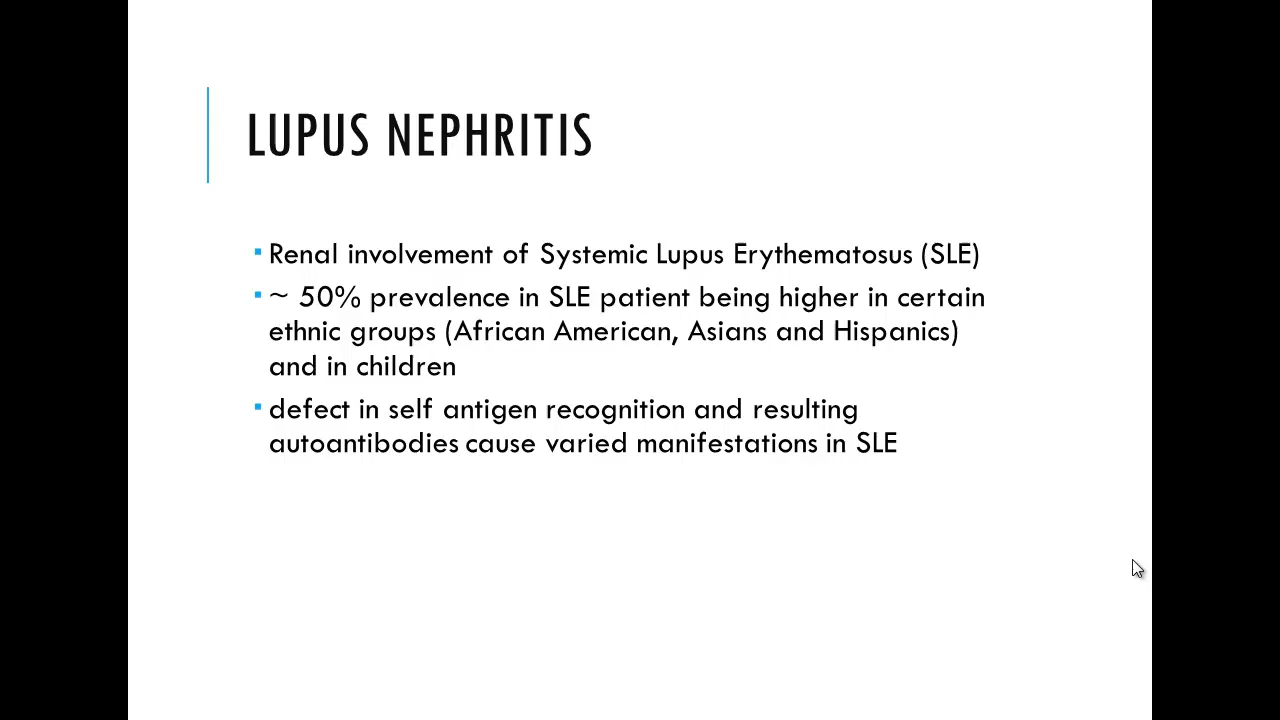 LUPUS NEPHRITIS
Renal involvement of Systemic Lupus Erythematosus (SLE)
~ 50% prevalence in SLE patient being higher in certain
ethnic groups (African American, Asians and Hispanics)
and in children
defect in self antigen recognition and resulting
autoantibodies cause varied manifestations in SLE